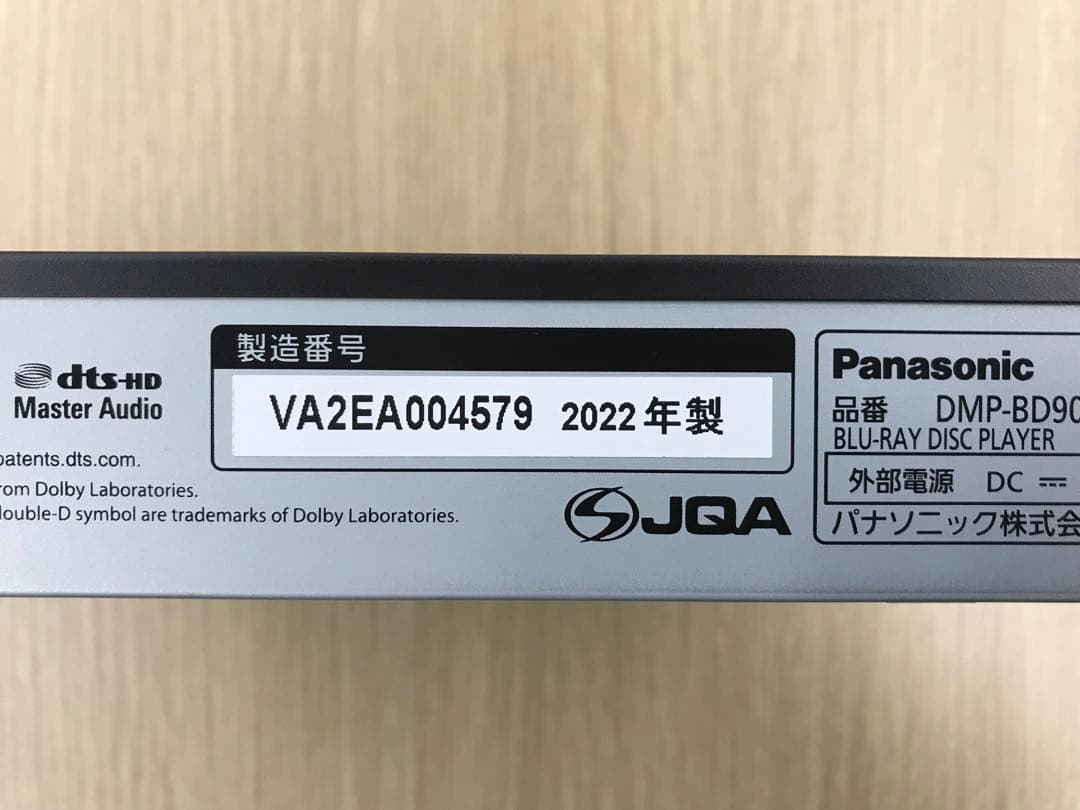 dts-HD
Master Audio
patents.dts.com.
rom Dolby Laboratories.
double-D symbol are trademarks of Dolby Laboratories.
製造番号
VA2EA004579 2022年製
JQA
Panasonic
品番 DMP-BD90
BLU-RAY DISC PLAYER
外部電源 DC ⎓
パナソニック株式会